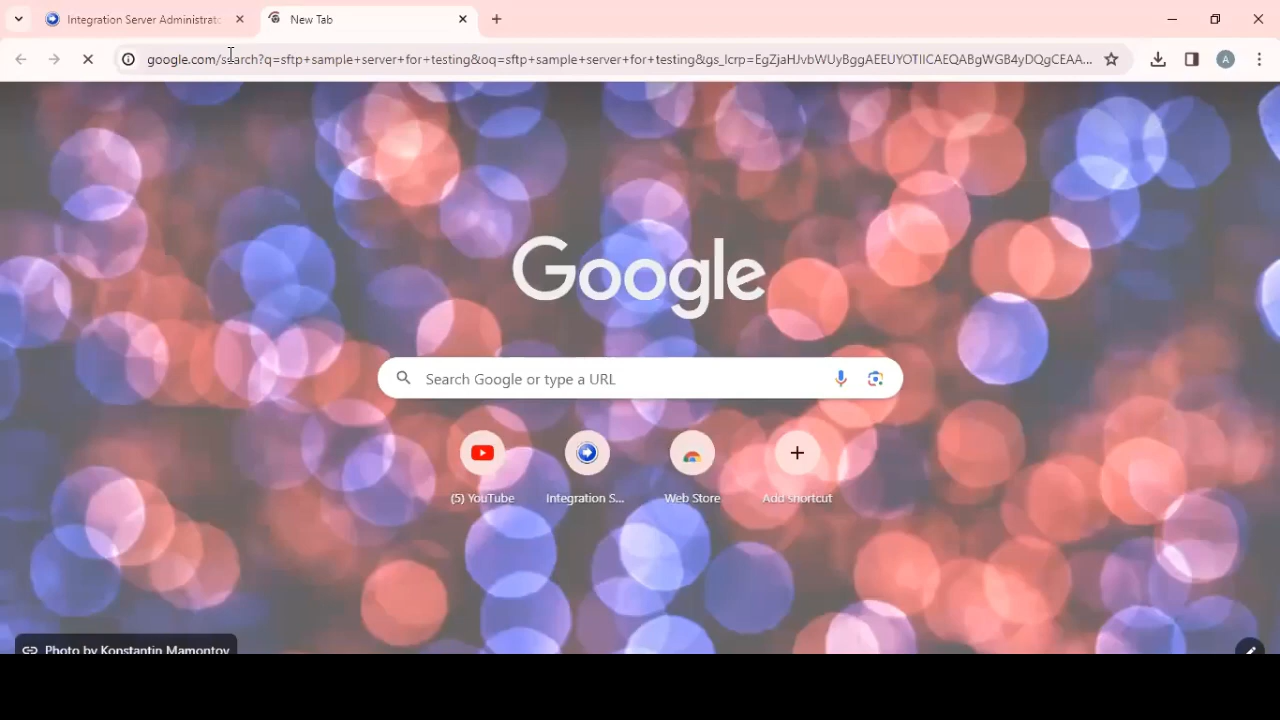 Integration Server Administrato
New Tab
google.com/search?q=sftp+sample+server+for+testing&oq=sftp+sample+server+for+testing&gs_lcrp=EgZjaHJvbWUyBggAEEUYOTIICAEQABgWGB4yDQgCEAA...
A
Google
Search Google or type a URL
(5) YouTube
Integration S...
Web Store
Add shortcut
Photo by Konstantin Mamontov